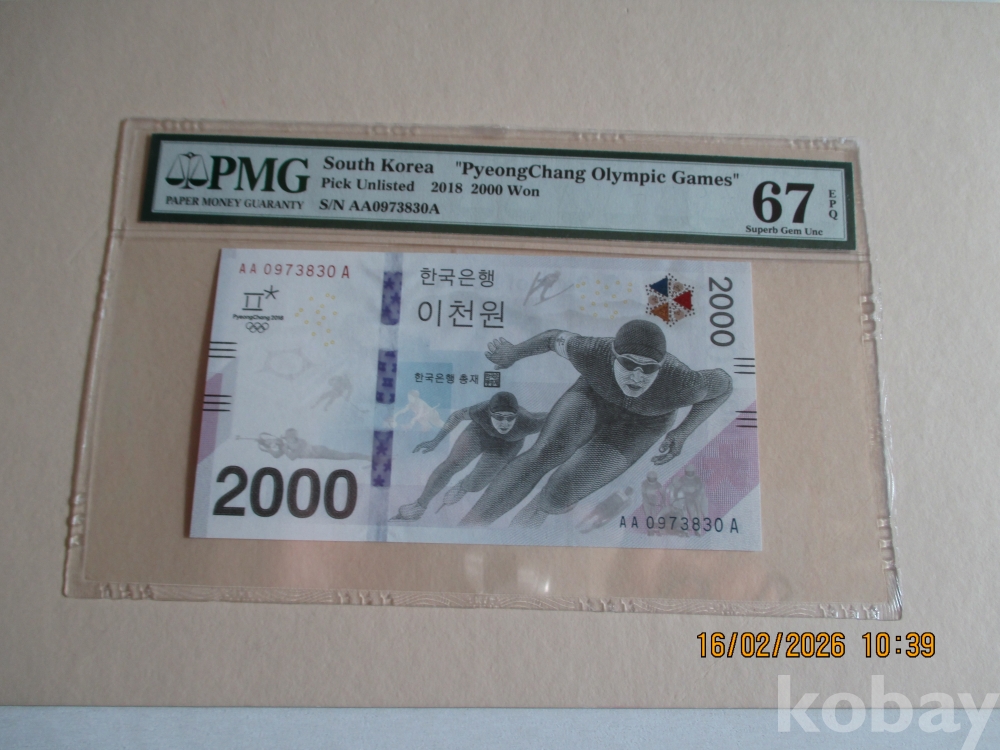 PMG
PAPER MONEY GUARANTY
South Korea "PyeongChang Olympic Games"
Pick Unlisted 2018 2000 Won
S/N AA0973830A
67
EPQ
Superb Gem Unc
AA 0973830 A
PyeongChang 2018
한국은행
이천원
한국은행 총재
2000
2000
AA 0973830 A
16/02/2026 10:39
kobay